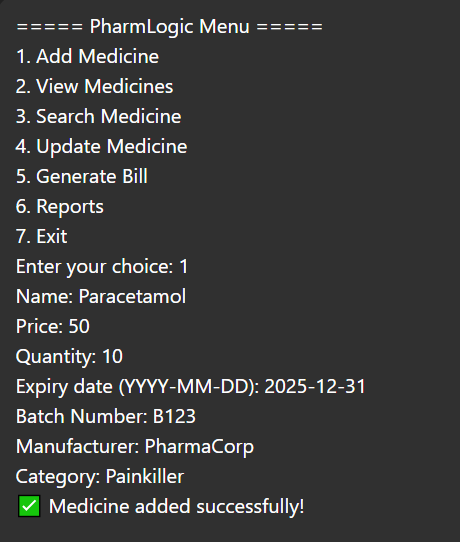 ===== PharmLogic Menu =====
1. Add Medicine
2. View Medicines
3. Search Medicine
4. Update Medicine
5. Generate Bill
6. Reports
7. Exit
Enter your choice: 1
Name: Paracetamol
Price: 50
Quantity: 10
Expiry date (YYYY-MM-DD): 2025-12-31
Batch Number: B123
Manufacturer: PharmaCorp
Category: Painkiller
✅ Medicine added successfully!